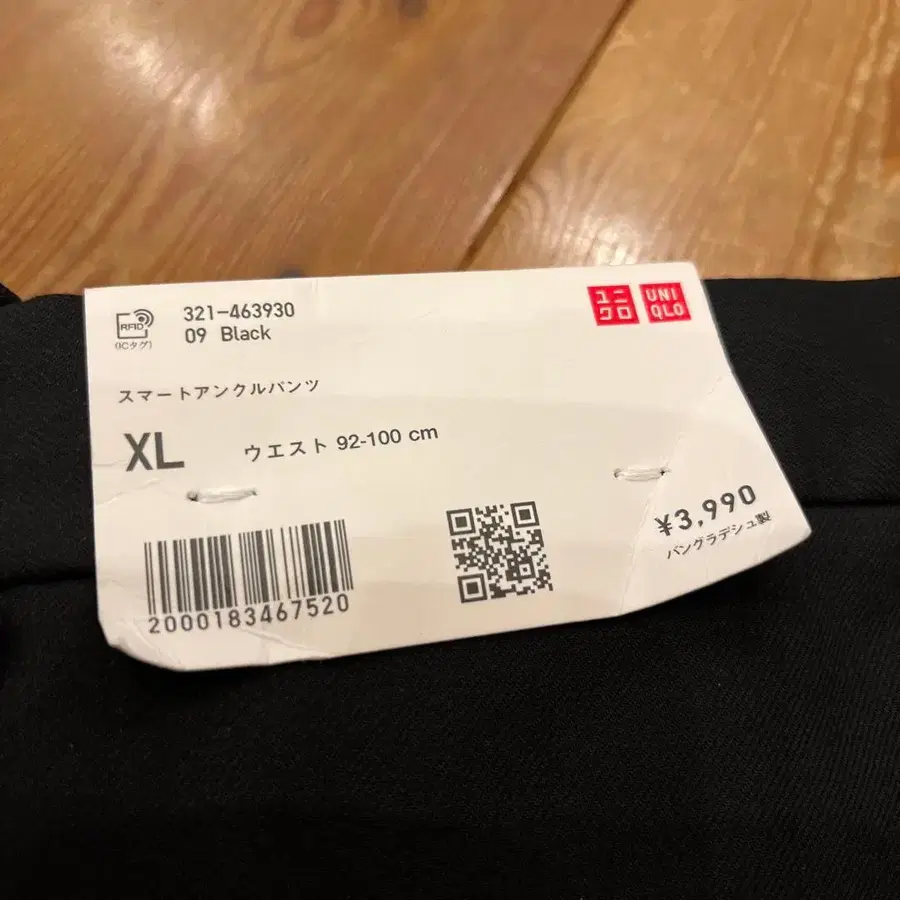 321-463930
09 Black
RFID
(ICタグ)
ユニ
クロ
UNI
QLO
スマートアンクルパンツ
XL
ウエスト 92-100 cm
¥3,990
バングラデシュ製
2000183467520